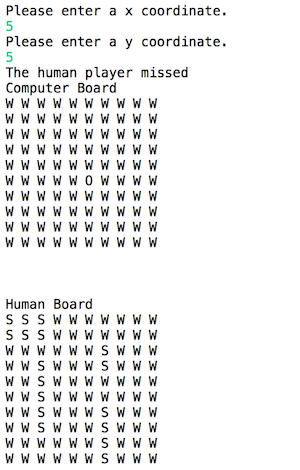 Please enter a x coordinate.
5
Please enter a y coordinate.
5
The human player missed
Computer Board
W W W W W W W W W W
W W W W W W W W W W
W W W W W W W W W W
W W W W W W W W W W
W W W W W W W W W W
W W W W W O W W W W
W W W W W W W W W W
W W W W W W W W W W
W W W W W W W W W W
W W W W W W W W W W
Human Board
S S S W W W W W W W
S S S W W W W W W W
W W W W W W S W W W
W W S W W W S W W W
W W S W W W W W W W
W W S W W W W W W W
W W S W W W S W W W
W W S W W W S W W W
W W W W W W S W W W
W W W W W W S W W W